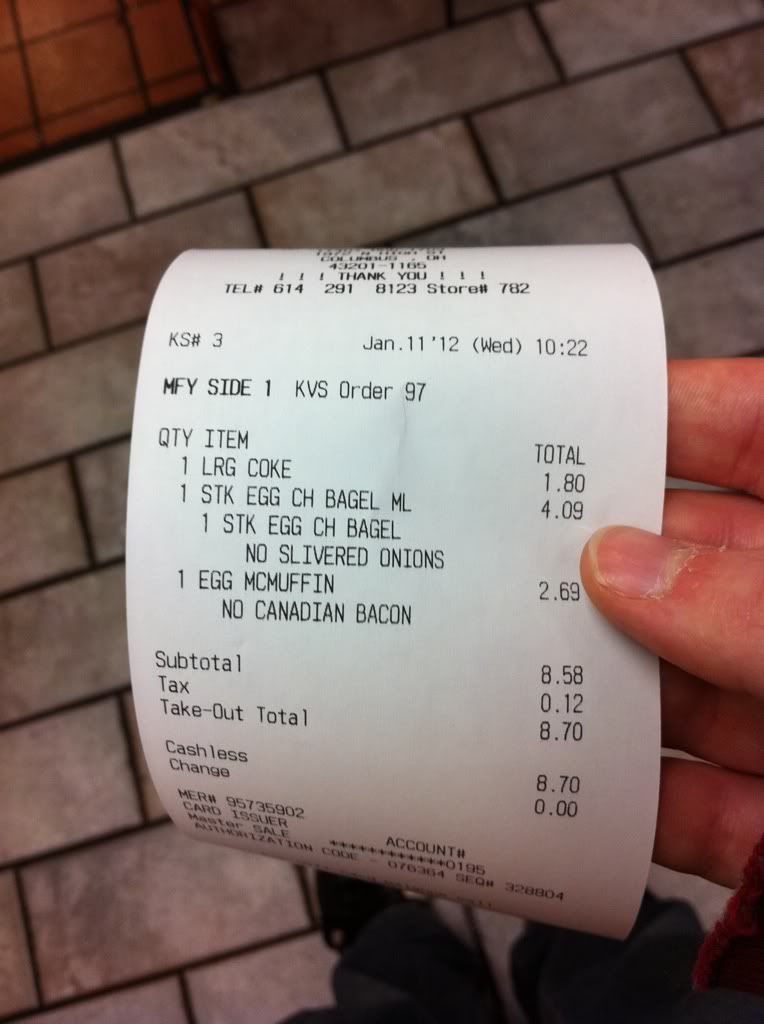 COLUMBUS , OH
43201-1165
! ! ! THANK YOU ! ! !
TEL# 614 291 8123 Store# 782
KS# 3 Jan.11'12 (Wed) 10:22
MFY SIDE 1 KVS Order 97
QTY ITEM TOTAL
1 LRG COKE 1.80
1 STK EGG CH BAGEL ML 4.09
1 STK EGG CH BAGEL
NO SLIVERED ONIONS
1 EGG MCMUFFIN 2.69
NO CANADIAN BACON
Subtotal 8.58
Tax 0.12
Take-Out Total 8.70
Cashless 8.70
Change 0.00
MER# 95735902
CARD ISSUER ACCOUNT#
Master SALE ************0195
AUTHORIZATION CODE - 076364 SEQ# 328804